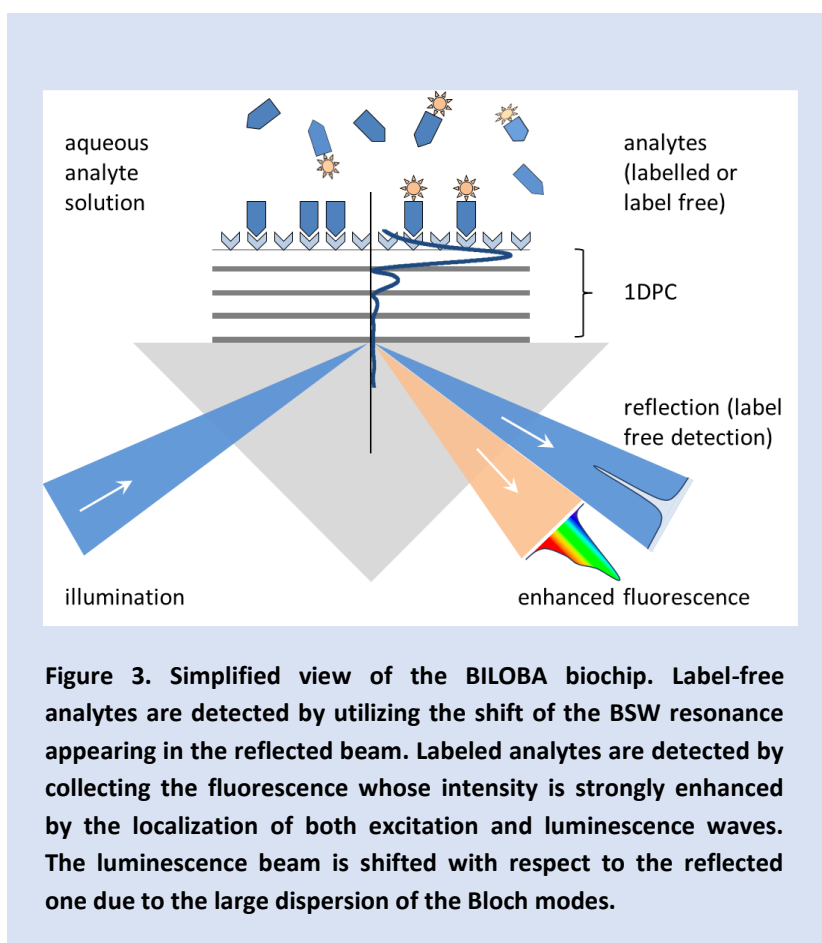 aqueous
analyte
solution
analytes
(labelled or
label free)
1DPC
reflection (label
free detection)
illumination
enhanced fluorescence
Figure 3. Simplified view of the BILOBA biochip. Label-free
analytes are detected by utilizing the shift of the BSW resonance
appearing in the reflected beam. Labeled analytes are detected by
collecting the fluorescence whose intensity is strongly enhanced
by the localization of both excitation and luminescence waves.
The luminescence beam is shifted with respect to the reflected
one due to the large dispersion of the Bloch modes.